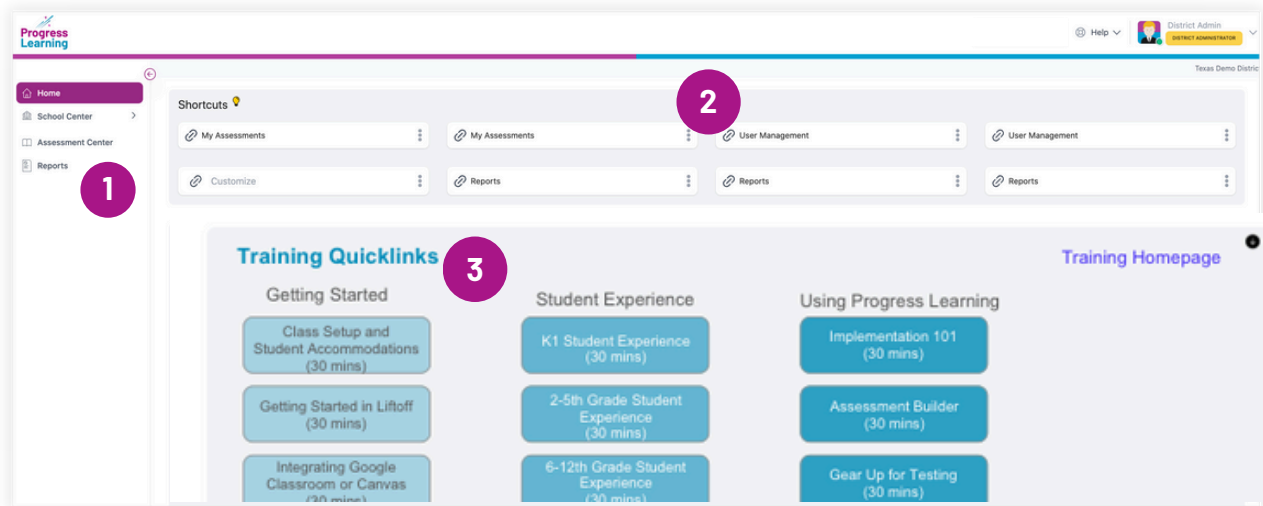 Progress
Learning
Help
District Admin
DISTRICT ADMINISTRATOR
Texas Demo Distric
Home
School Center
Assessment Center
Reports
1
Shortcuts
2
My Assessments
My Assessments
User Management
User Management
Customize
Reports
Reports
Reports
Training Quicklinks
3
Training Homepage
Getting Started
Student Experience
Using Progress Learning
Class Setup and
Student Accommodations
(30 mins)
K1 Student Experience
(30 mins)
Implementation 101
(30 mins)
Getting Started in Liftoff
(30 mins)
2-5th Grade Student
Experience
(30 mins)
Assessment Builder
(30 mins)
Integrating Google
Classroom or Canvas
(30 mins)
6-12th Grade Student
Experience
(30 mins)
Gear Up for Testing
(30 mins)